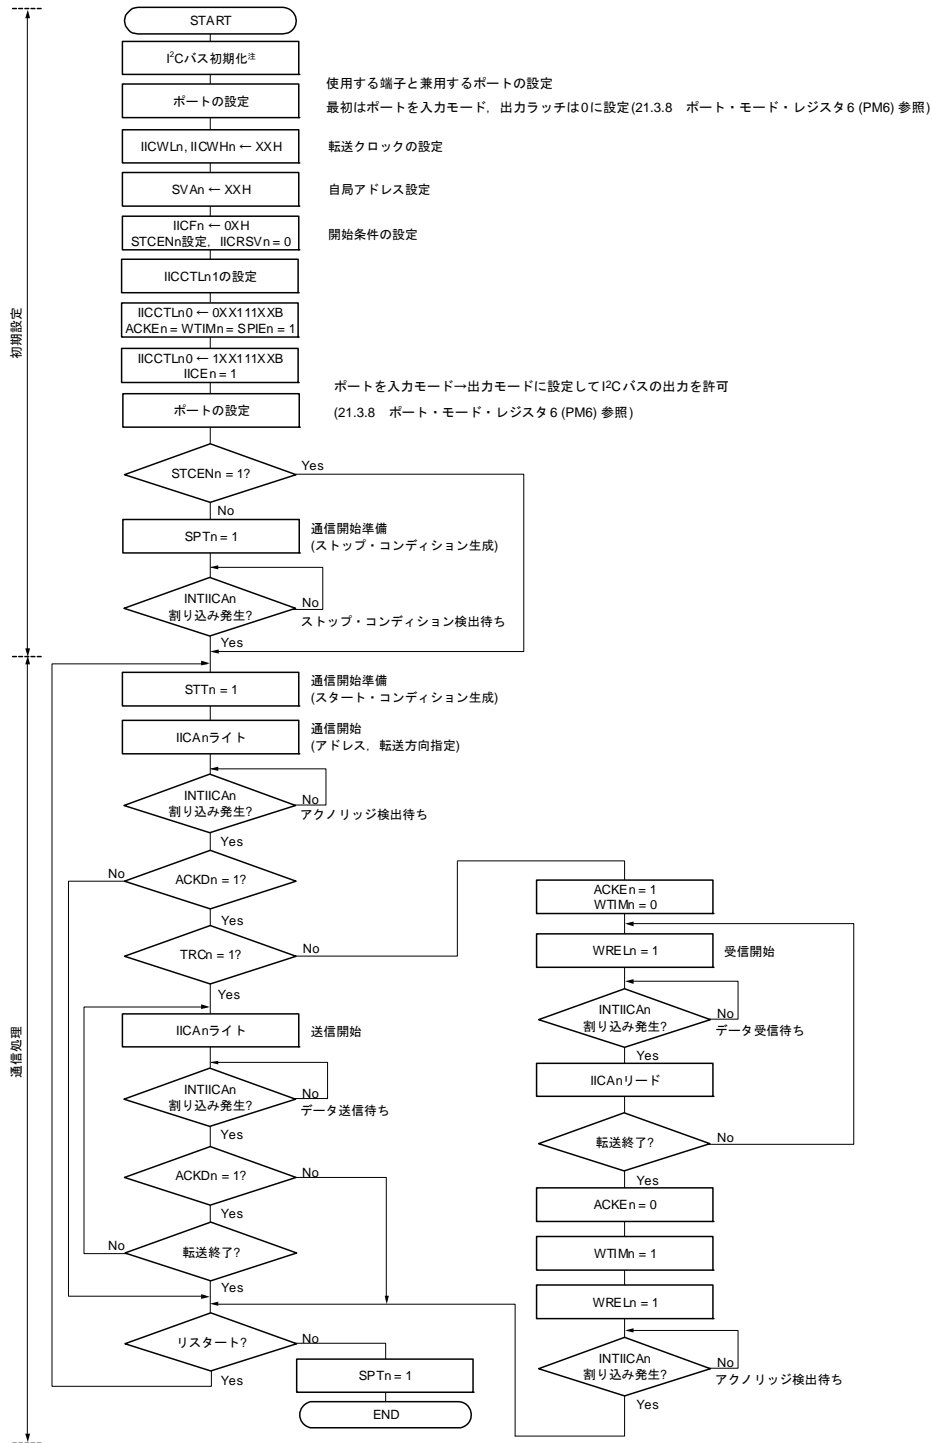 START
I²Cバス初期化注
ポートの設定
使用する端子と兼用するポートの設定
最初はポートを入力モード，出力ラッチは0に設定(21.3.8　ポート・モード・レジスタ6 (PM6) 参照)
IICWLn, IICWHn ← XXH
転送クロックの設定
SVAn ← XXH
自局アドレス設定
IICFn ← 0XH
STCENn設定，IICRSVn = 0
開始条件の設定
IICCTLn1の設定
IICCTLn0 ← 0XX111XXB
ACKEn = WTIMn = SPIEn = 1
IICCTLn0 ← 1XX111XXB
IICEn = 1
ポートの設定
ポートを入力モード→出力モードに設定してI²Cバスの出力を許可
(21.3.8　ポート・モード・レジスタ6 (PM6) 参照)
初期設定
STCENn = 1?
Yes
No
SPTn = 1
通信開始準備
(ストップ・コンディション生成)
INTIICAn
割り込み発生?
No
ストップ・コンディション検出待ち
Yes
STTn = 1
通信開始準備
(スタート・コンディション生成)
IICAnライト
通信開始
(アドレス，転送方向指定)
INTIICAn
割り込み発生?
No
アクノリッジ検出待ち
Yes
ACKDn = 1?
No
Yes
TRCn = 1?
No
Yes
通信処理
IICAnライト
送信開始
INTIICAn
割り込み発生?
No
データ送信待ち
Yes
ACKDn = 1?
No
Yes
転送終了?
No
Yes
リスタート?
No
Yes
SPTn = 1
END
ACKEn = 1
WTIMn = 0
WRELn = 1
受信開始
INTIICAn
割り込み発生?
No
データ受信待ち
Yes
IICAnリード
転送終了?
No
Yes
ACKEn = 0
WTIMn = 1
WRELn = 1
INTIICAn
割り込み発生?
No
アクノリッジ検出待ち
Yes